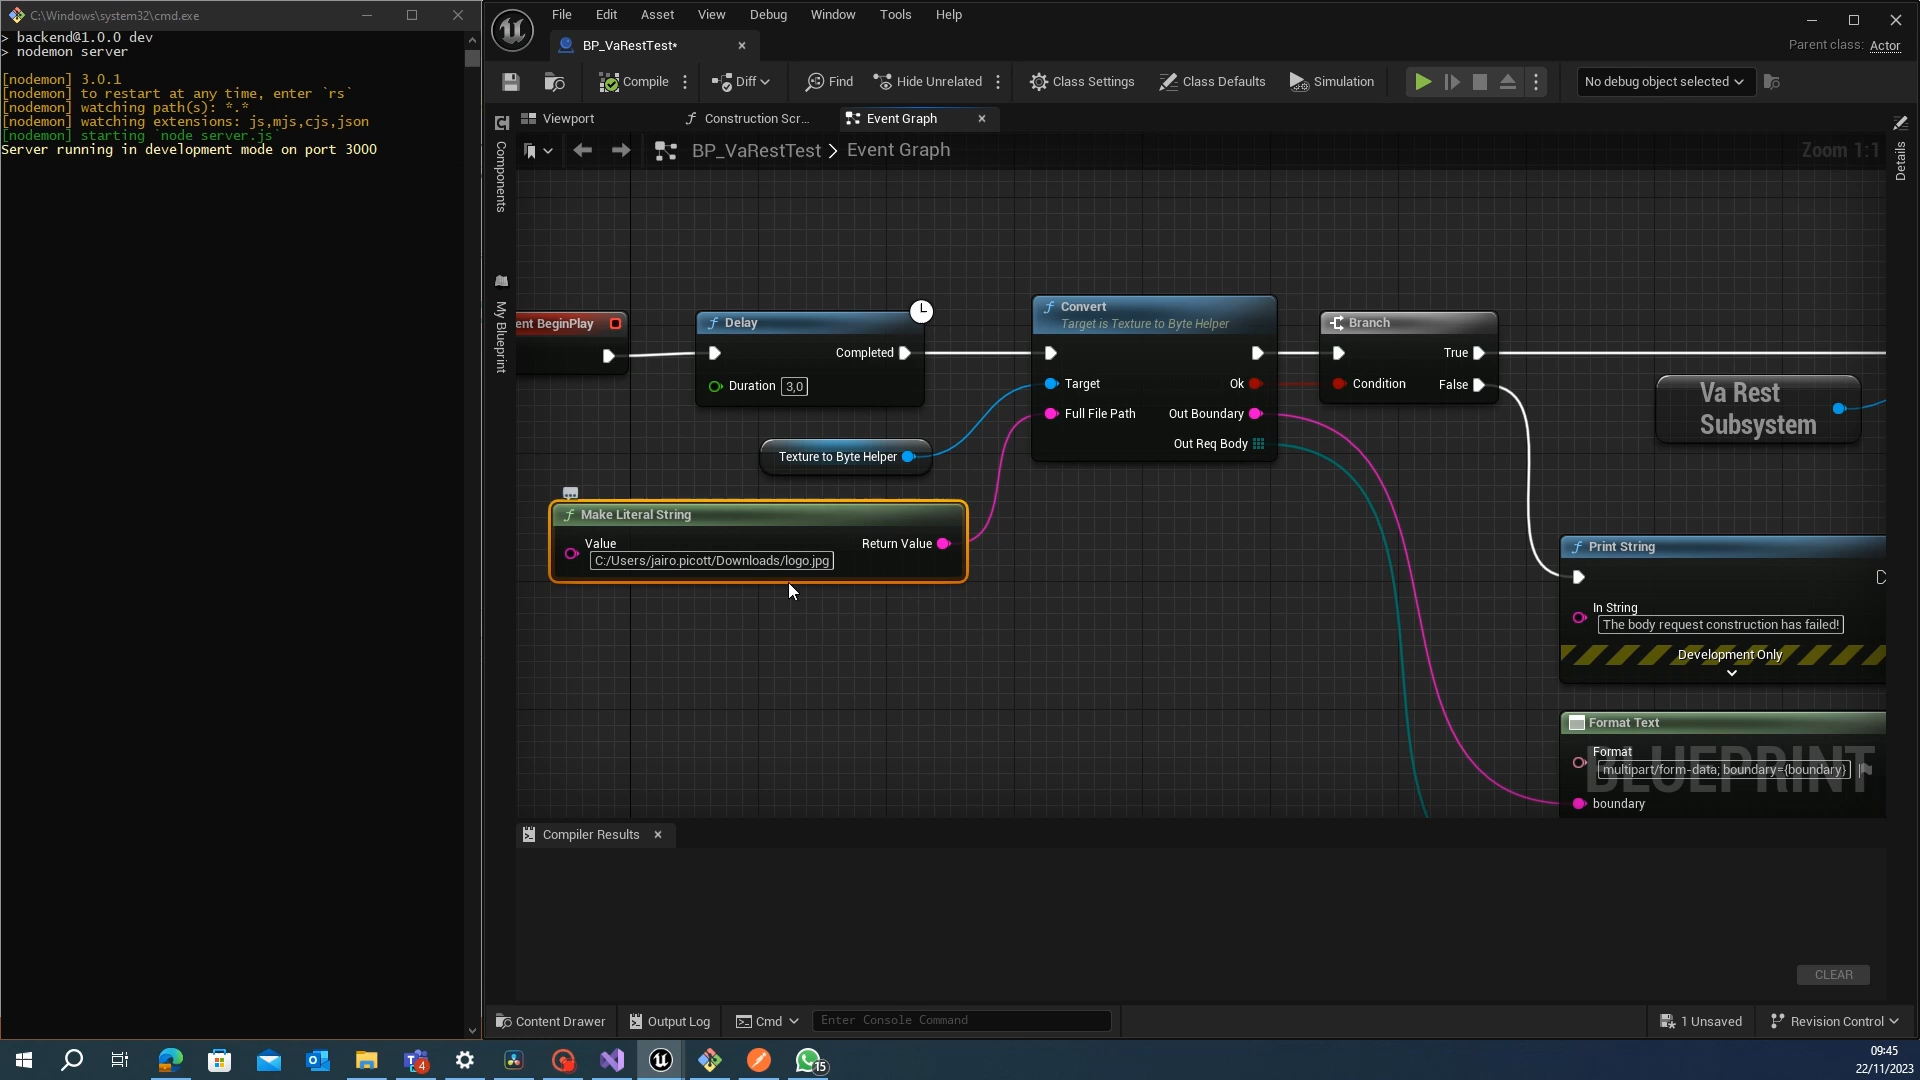 C:\Windows\system32\cmd.exe
> backend@1.0.0 dev
> nodemon server
[nodemon] 3.0.1
[nodemon] to restart at any time, enter `rs`
[nodemon] watching path(s): *.*
[nodemon] watching extensions: js,mjs,cjs,json
[nodemon] starting `node server.js`
Server running in development mode on port 3000
File Edit Asset View Debug Window Tools Help
BP_VaRestTest*
Parent class: Actor
Compile Diff Find Hide Unrelated Class Settings Class Defaults Simulation No debug object selected
Viewport Construction Scr... Event Graph
BP_VaRestTest > Event Graph
Zoom 1:1
Components
My Blueprint
Details
ent BeginPlay
Delay
Completed
Duration 3,0
Texture to Byte Helper
Make Literal String
Value
C:/Users/jairo.picott/Downloads/logo.jpg
Return Value
Convert
Target is Texture to Byte Helper
Target
Ok
Full File Path
Out Boundary
Out Req Body
Branch
True
Condition
False
Va Rest
Subsystem
Print String
In String
The body request construction has failed!
Development Only
Format Text
Format
multipart/form-data; boundary={boundary}
boundary
BLUEPRINT
Compiler Results
CLEAR
Content Drawer Output Log Cmd Enter Console Command 1 Unsaved Revision Control
4
15
09:45
22/11/2023